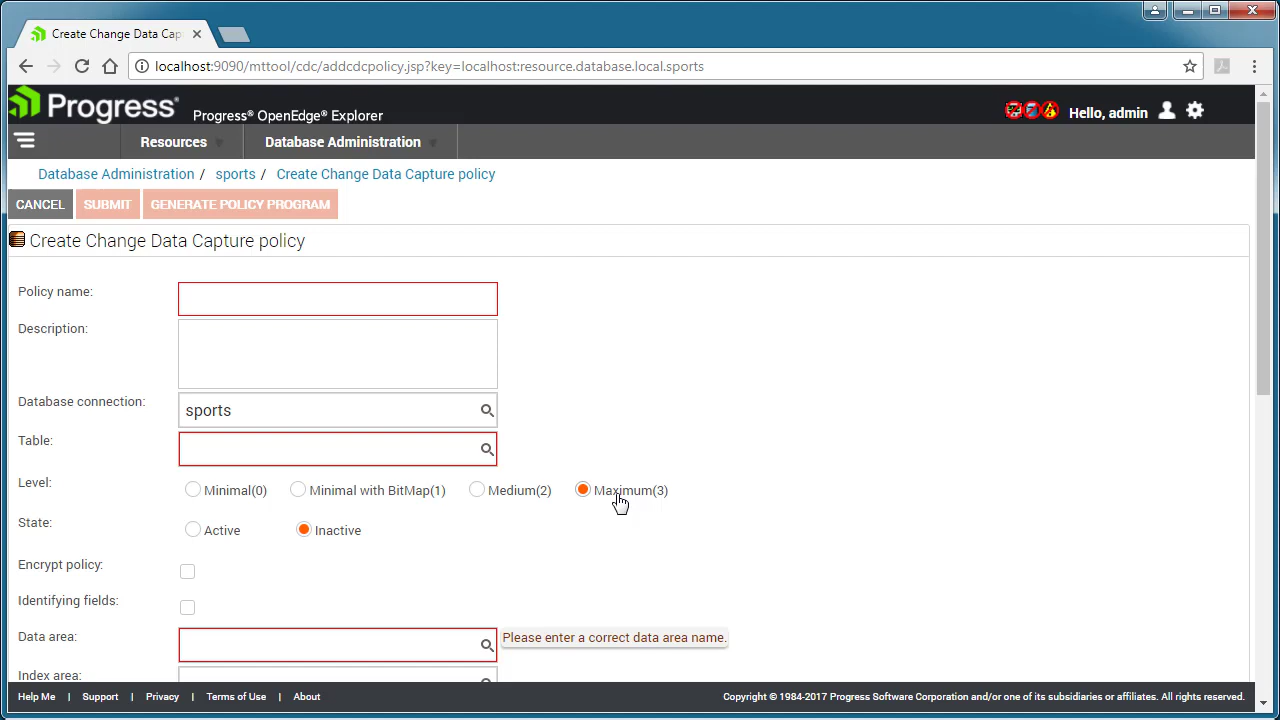 Create Change Data Cap
localhost:9090/mttool/cdc/addcdcpolicy.jsp?key=localhost:resource.database.local.sports
Progress® Progress® OpenEdge® Explorer Hello, admin
Resources Database Administration
Database Administration / sports / Create Change Data Capture policy
CANCEL SUBMIT GENERATE POLICY PROGRAM
Create Change Data Capture policy
Policy name:
Description:
Database connection: sports
Table:
Level: Minimal(0) Minimal with BitMap(1) Medium(2) Maximum(3)
State: Active Inactive
Encrypt policy:
Identifying fields:
Data area: Please enter a correct data area name.
Index area:
Help Me | Support | Privacy | Terms of Use | About Copyright © 1984-2017 Progress Software Corporation and/or one of its subsidiaries or affiliates. All rights reserved.